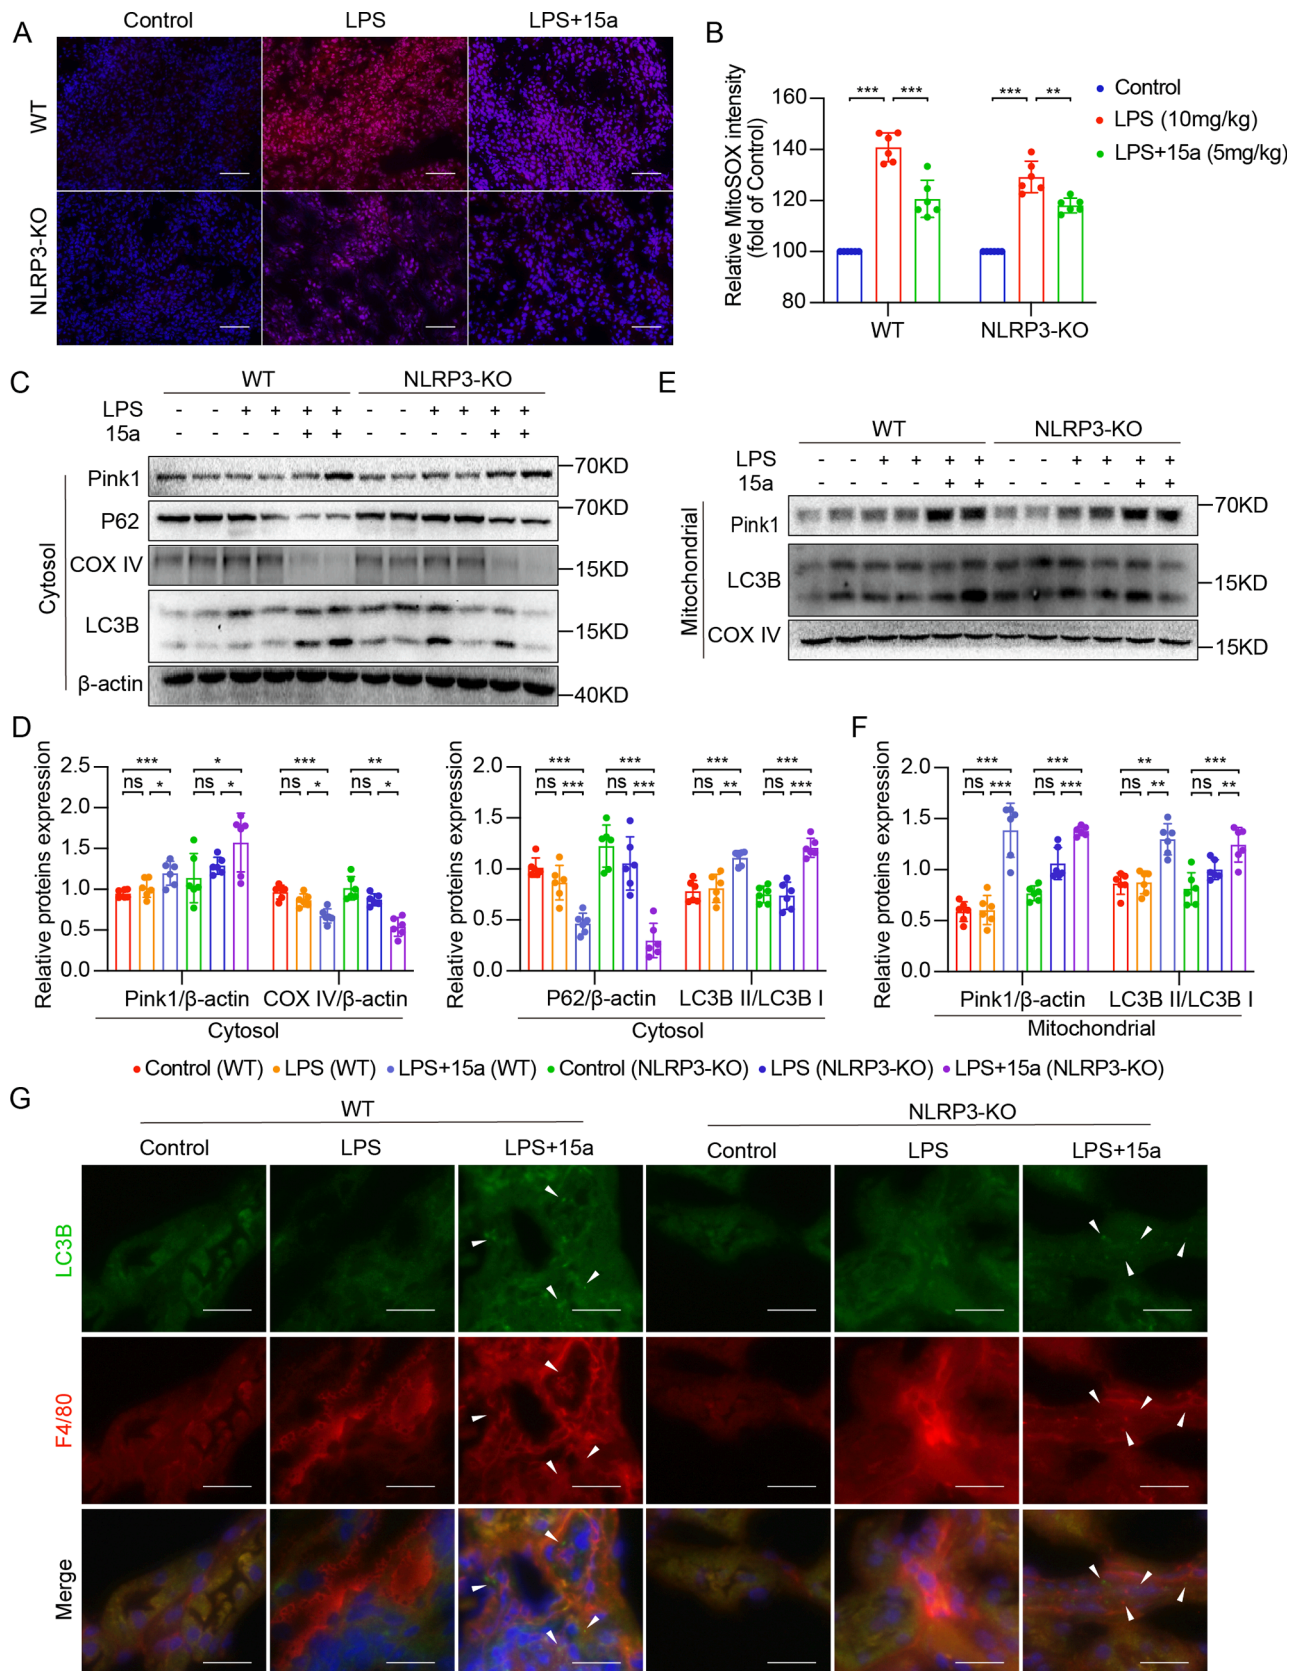 A
Control LPS LPS+15a
WT
NLRP3-KO
B
Relative MitoSOX intensity
(fold of Control)
160
140
120
100
80
*** *** *** **
WT NLRP3-KO
Control
LPS (10mg/kg)
LPS+15a (5mg/kg)
C
WT NLRP3-KO
LPS - - + + + + - - + + + +
15a - - - - + + - - - - + +
Cytosol
Pink1 70KD
P62 70KD
COX IV 15KD
LC3B 15KD
β-actin 40KD
E
WT NLRP3-KO
LPS - - + + + + - - + + + +
15a - - - - + + - - - - + +
Mitochondrial
Pink1 70KD
LC3B 15KD
COX IV 15KD
D
Relative proteins expression
2.5
2.0
1.5
1.0
0.5
0.0
*** * *** **
ns * ns * ns * ns *
Pink1/β-actin COX IV/β-actin
Cytosol
Relative proteins expression
2.0
1.5
1.0
0.5
0.0
*** *** *** ***
ns *** ns *** ns ** ns ***
P62/β-actin LC3B II/LC3B I
Cytosol
F
Relative proteins expression
2.0
1.5
1.0
0.5
0.0
*** *** ** ***
ns *** ns *** ns ** ns **
Pink1/β-actin LC3B II/LC3B I
Mitochondrial
Control (WT) LPS (WT) LPS+15a (WT) Control (NLRP3-KO) LPS (NLRP3-KO) LPS+15a (NLRP3-KO)
G
WT NLRP3-KO
Control LPS LPS+15a Control LPS LPS+15a
LC3B
F4/80
Merge